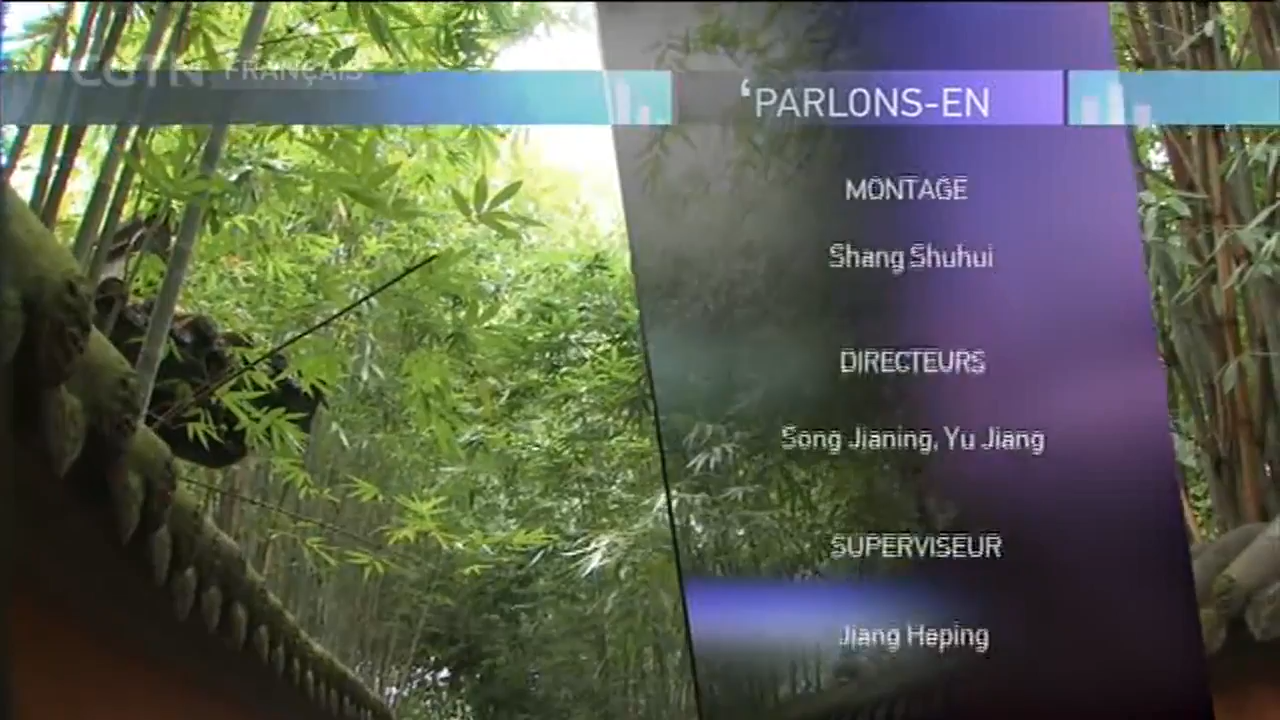 CGTN FRANÇAIS
‘PARLONS-EN
MONTAGE
Shang Shuhui
DIRECTEURS
Song Jianing, Yu Jiang
SUPERVISEUR
Jiang Heping